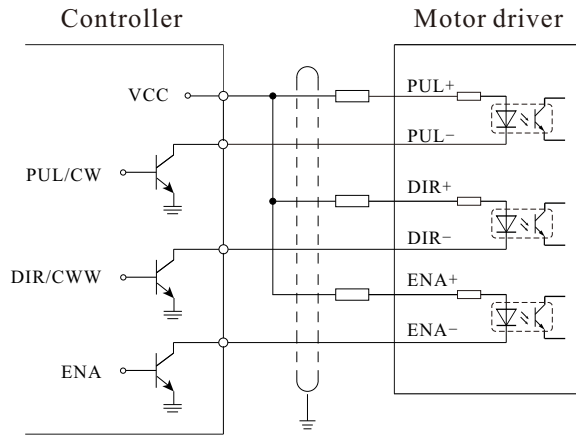 Controller
Motor driver
VCC
PUL+
PUL−
PUL/CW
DIR+
DIR−
DIR/CWW
ENA+
ENA−
ENA